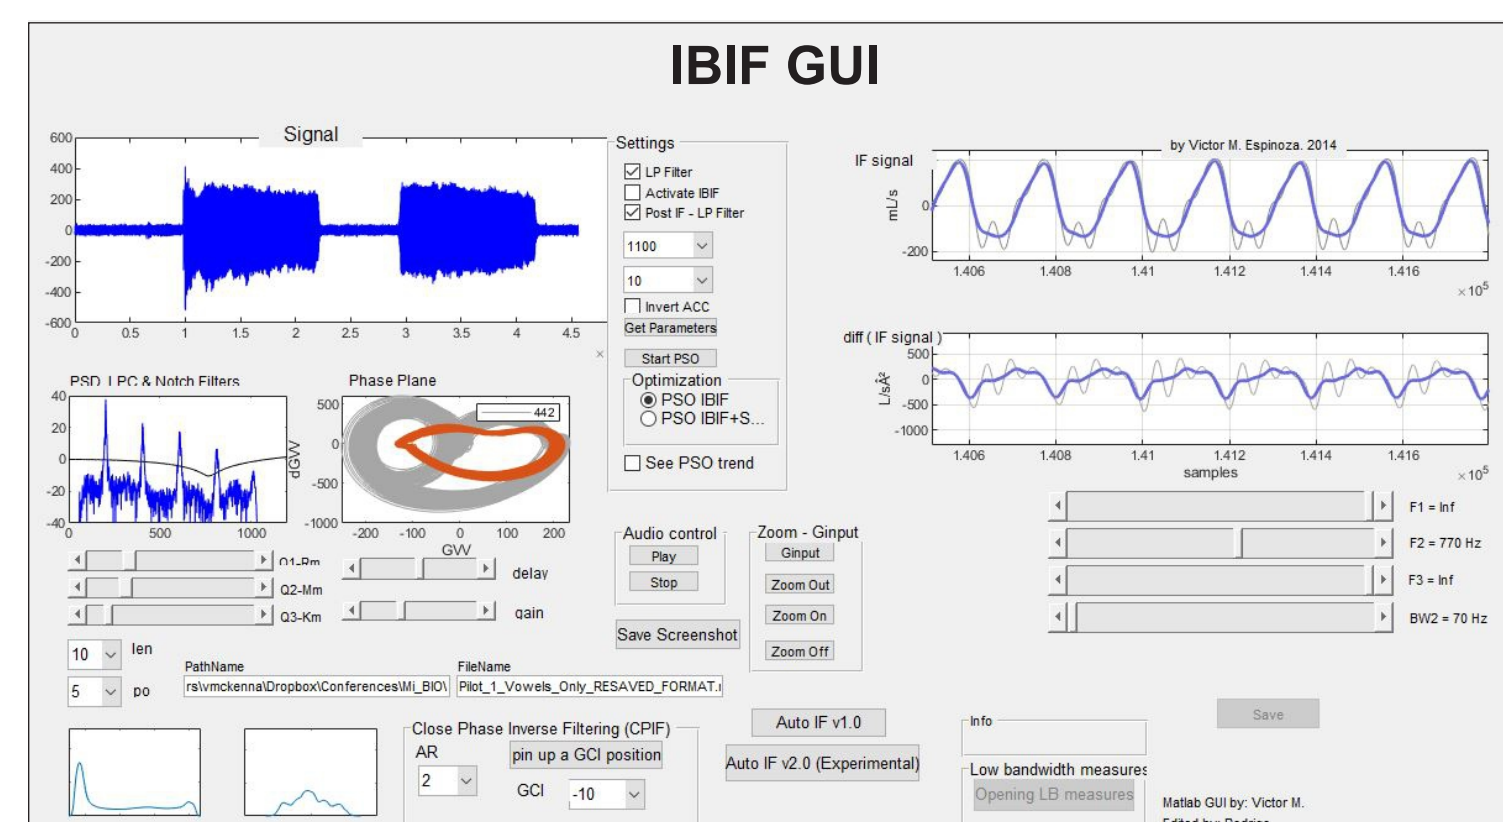 IBIF GUI
Signal
600
400
200
0
-200
-400
-600
0 0.5 1 1.5 2 2.5 3 3.5 4 4.5
×
Settings
LP Filter
Activate IBIF
Post IF - LP Filter
1100
10
Invert ACC
Get Parameters
Start PSO
Optimization
PSO IBIF
PSO IBIF+S...
See PSO trend
by Victor M. Espinoza. 2014
IF signal
mL/s
0
-200
1.406 1.408 1.41 1.412 1.414 1.416
×10⁵
diff ( IF signal )
L/sÂ²
500
0
-500
-1000
1.406 1.408 1.41 1.412 1.414 1.416
samples
×10⁵
PSD, LPC & Notch Filters
40
20
0
-20
-40
0 500 1000
Phase Plane
442
dGVV
500
0
-500
-1000
-200 -100 0 100 200
GVV
Q1-Rm
Q2-Mm
Q3-Km
delay
gain
Audio control
Play
Stop
Save Screenshot
Zoom - Ginput
Ginput
Zoom Out
Zoom On
Zoom Off
F1 = Inf
F2 = 770 Hz
F3 = Inf
BW2 = 70 Hz
10 len
5 po
PathName
rs\vmckenna\Dropbox\Conferences\Mi_BIO\
FileName
Pilot_1_Vowels_Only_RESAVED_FORMAT.
Close Phase Inverse Filtering (CPIF)
AR
2
pin up a GCI position
GCI
-10
Auto IF v1.0
Auto IF v2.0 (Experimental)
Info
Low bandwidth measures
Opening LB measures
Save
Matlab GUI by: Victor M.
Edited by: Rodrigo